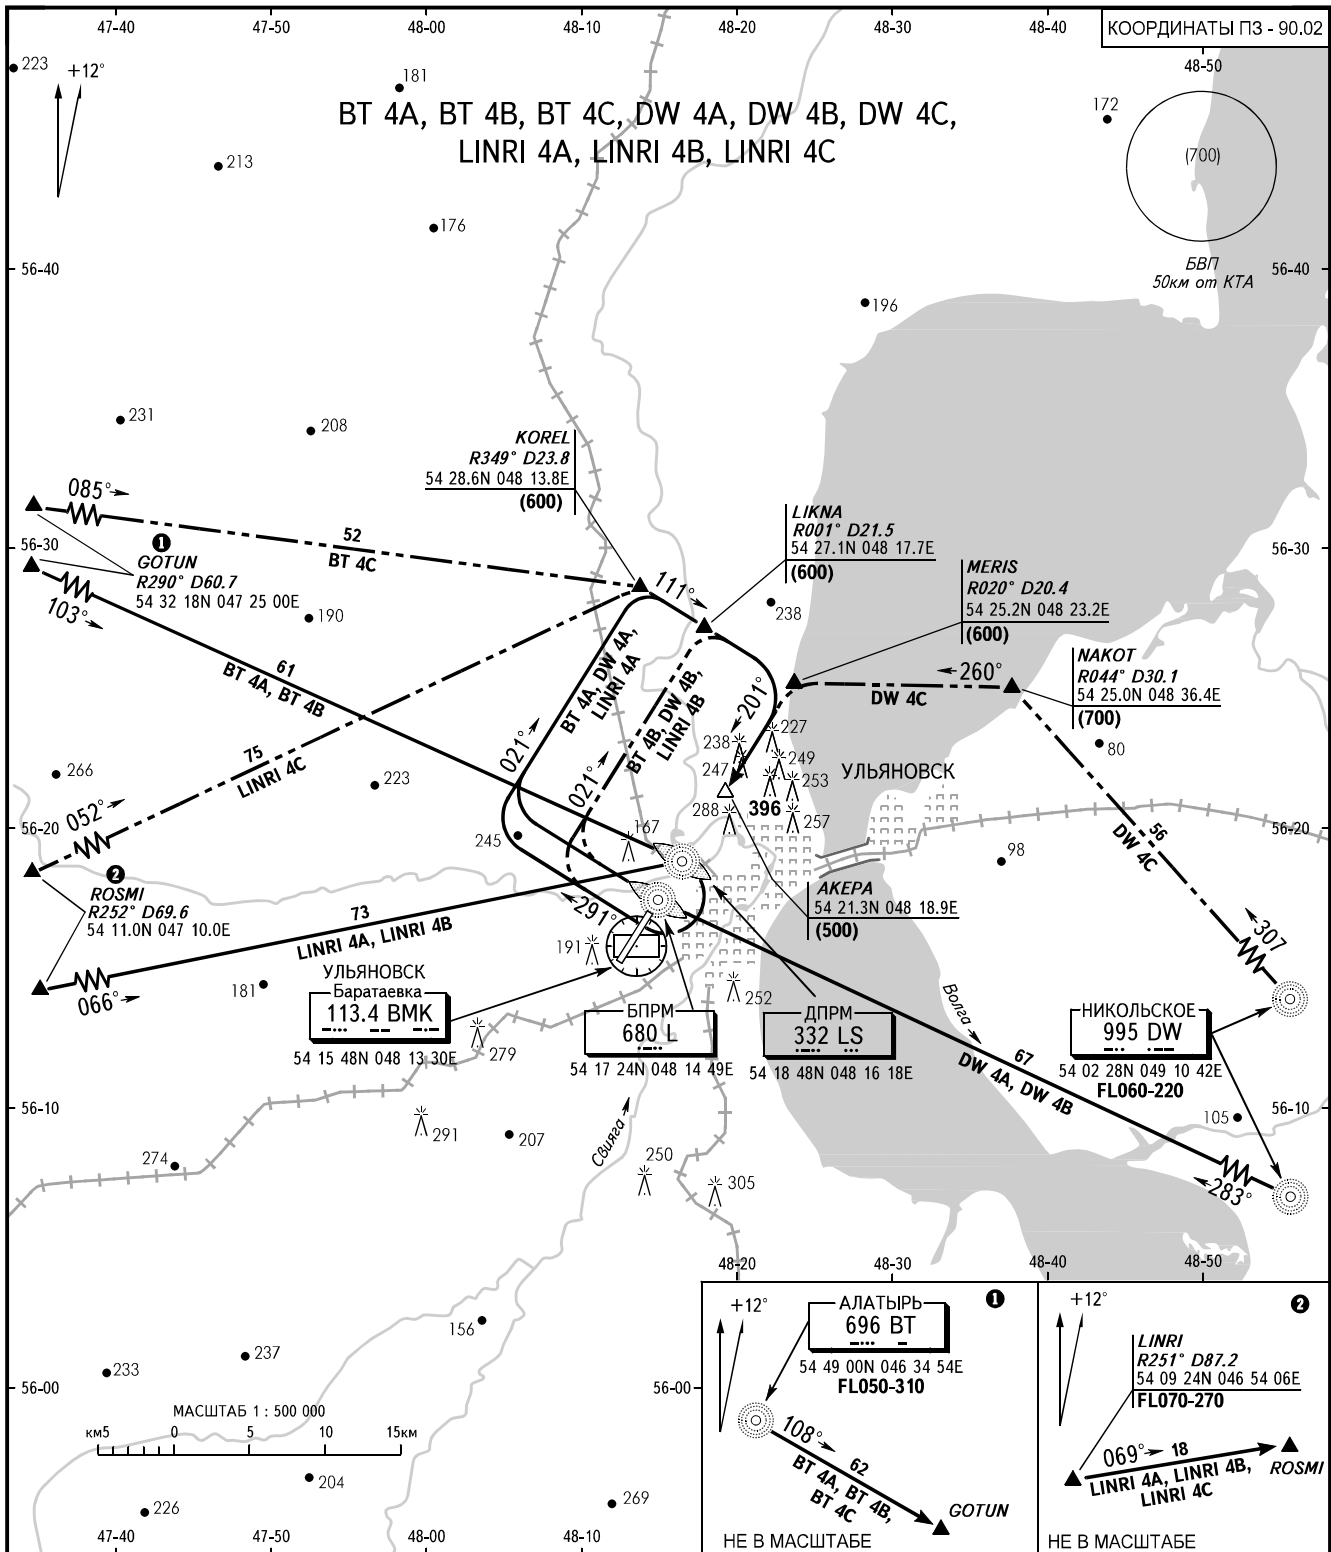 47-40
47-50
48-00
48-10
48-20
48-30
48-40
КООРДИНАТЫ ПЗ - 90.02
48-50
223
+12°
181
172
BT 4A, BT 4B, BT 4C, DW 4A, DW 4B, DW 4C,
LINRI 4A, LINRI 4B, LINRI 4C
(700)
213
176
56-40
БВП
50км от КТА
56-40
196
231
208
KOREL
R349° D23.8
54 28.6N 048 13.8E
(600)
085°
52
BT 4C
1
GOTUN
R290° D60.7
54 32 18N 047 25 00E
56-30
LIKNA
R001° D21.5
54 27.1N 048 17.7E
(600)
56-30
MERIS
R020° D20.4
54 25.2N 048 23.2E
(600)
111°
238
103°
190
61
BT 4A, BT 4B
BT 4A, DW 4A,
LINRI 4A
BT 4B, DW 4B,
LINRI 4B
021°
021°
201°
260°
DW 4C
NAKOT
R044° D30.1
54 25.0N 048 36.4E
(700)
80
227
238
247
249
253
288
396
257
УЛЬЯНОВСК
75
LINRI 4C
266
223
052°
56-20
245
167
56-20
56
DW 4C
98
2
ROSMI
R252° D69.6
54 11.0N 047 10.0E
AKEPA
54 21.3N 048 18.9E
(500)
73
LINRI 4A, LINRI 4B
291°
307
191
066°
181
УЛЬЯНОВСК
Баратаевка
113.4 BMK
54 15 48N 048 13 30E
252
279
БПРМ
680 L
54 17 24N 048 14 49E
ДПРМ
332 LS
54 18 48N 048 16 18E
Волга
67
DW 4A, DW 4B
НИКОЛЬСКОЕ
995 DW
54 02 28N 049 10 42E
FL060-220
56-10
56-10
105
291
207
Свияга
274
250
305
283°
48-20
48-30
48-40
48-50
156
237
233
56-00
МАСШТАБ 1 : 500 000
км5
0
5
10
15км
204
226
269
47-40
47-50
48-00
48-10
+12°
АЛАТЫРЬ
696 BT
54 49 00N 046 34 54E
FL050-310
1
108°
62
BT 4A, BT 4B,
BT 4C
GOTUN
НЕ В МАСШТАБЕ
+12°
2
LINRI
R251° D87.2
54 09 24N 046 54 06E
FL070-270
069°
18
LINRI 4A, LINRI 4B,
LINRI 4C
ROSMI
НЕ В МАСШТАБЕ